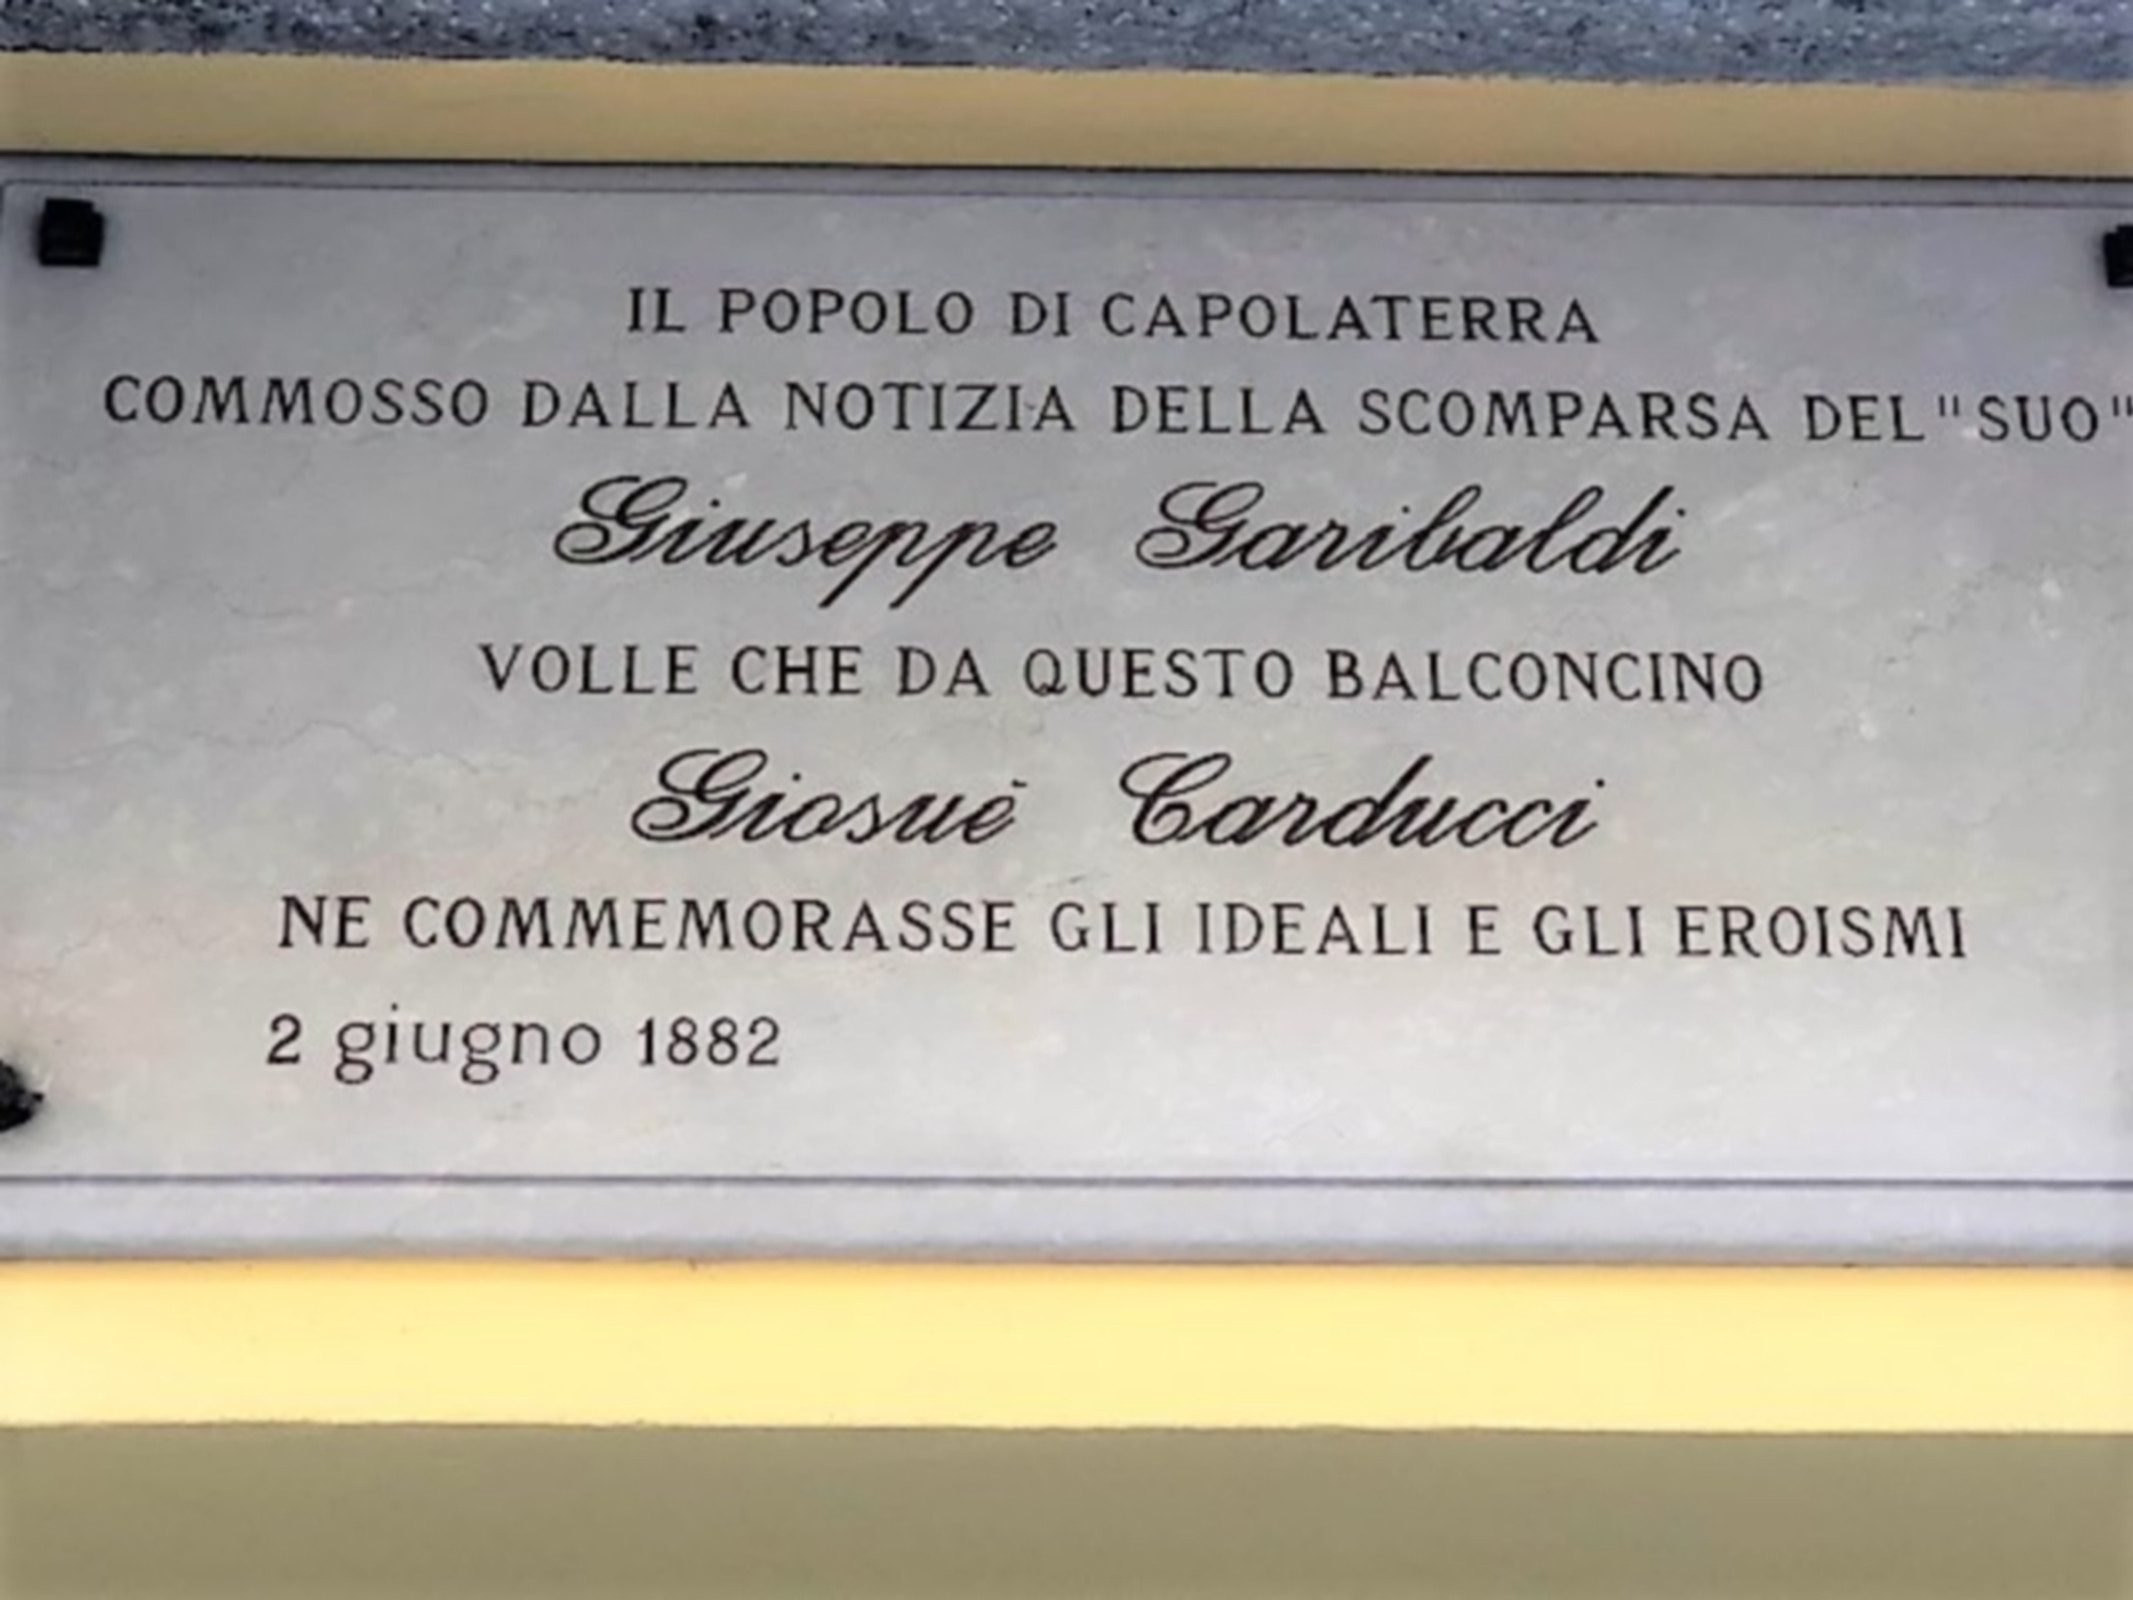 IL POPOLO DI CAPOLATERRA
COMMOSSO DALLA NOTIZIA DELLA SCOMPARSA DEL "SUO"
Giuseppe Garibaldi
VOLLE CHE DA QUESTO BALCONCINO
Giosuè Carducci
NE COMMEMORASSE GLI IDEALI E GLI EROISMI
2 giugno 1882